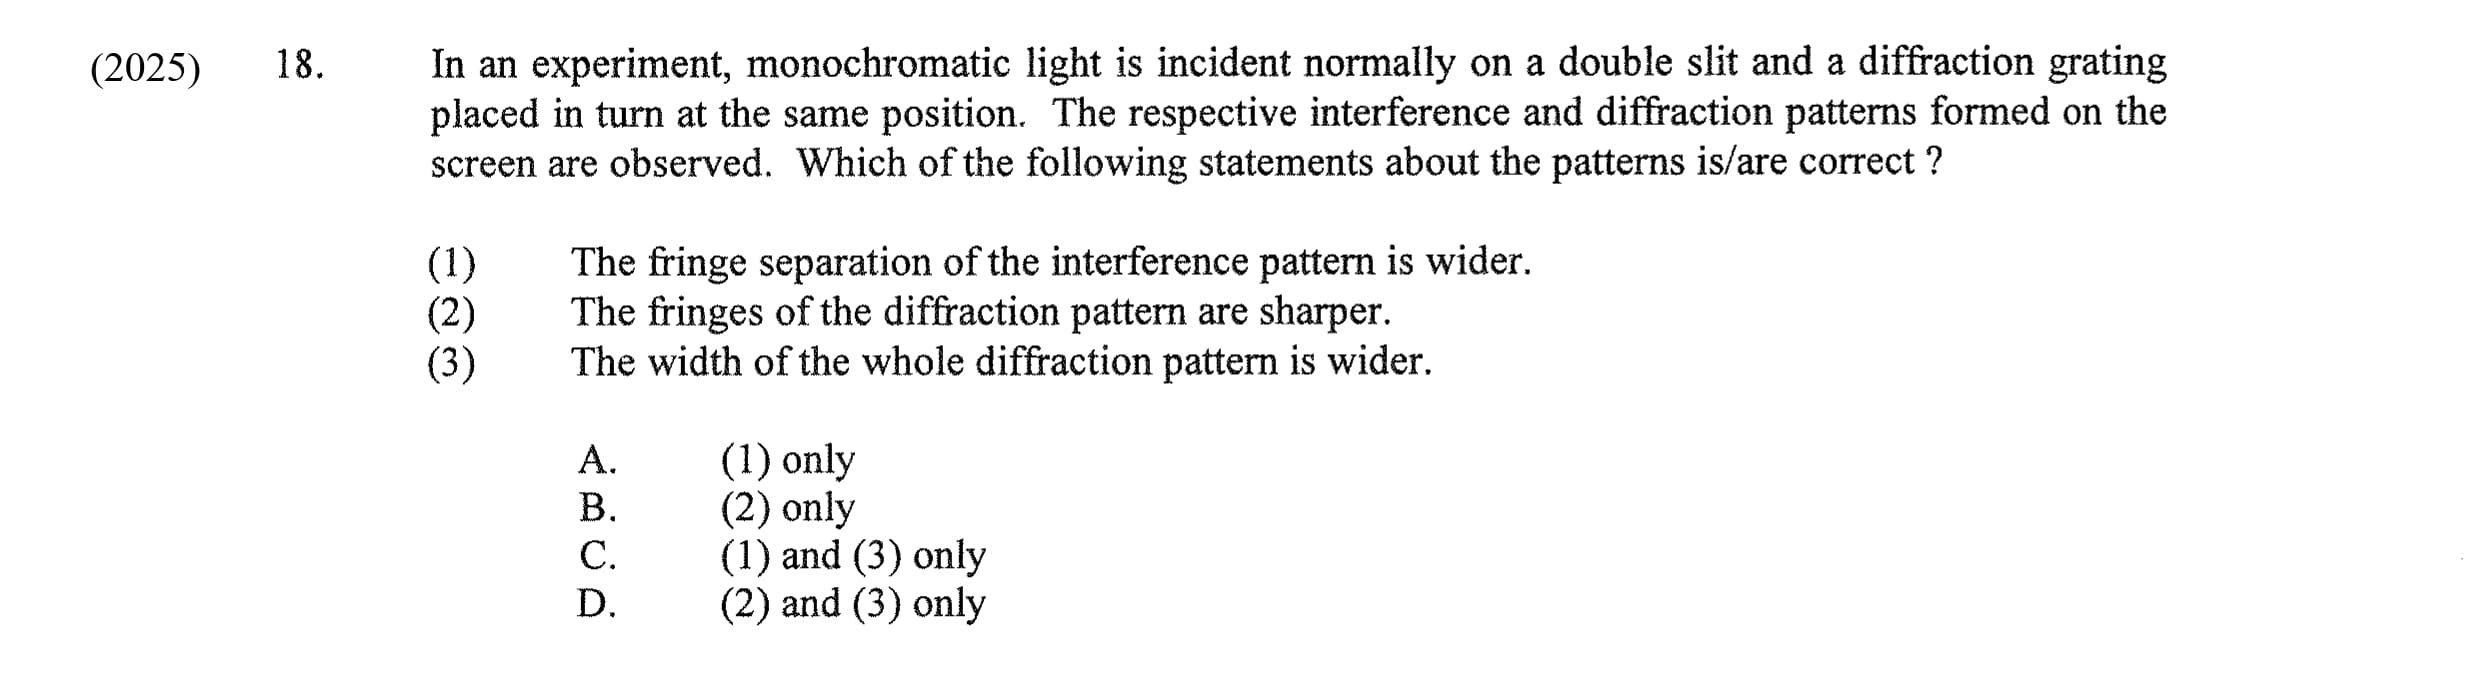 (2025) 18. In an experiment, monochromatic light is incident normally on a double slit and a diffraction grating
placed in turn at the same position. The respective interference and diffraction patterns formed on the
screen are observed. Which of the following statements about the patterns is/are correct ?
(1) The fringe separation of the interference pattern is wider.
(2) The fringes of the diffraction pattern are sharper.
(3) The width of the whole diffraction pattern is wider.
A. (1) only
B. (2) only
C. (1) and (3) only
D. (2) and (3) only